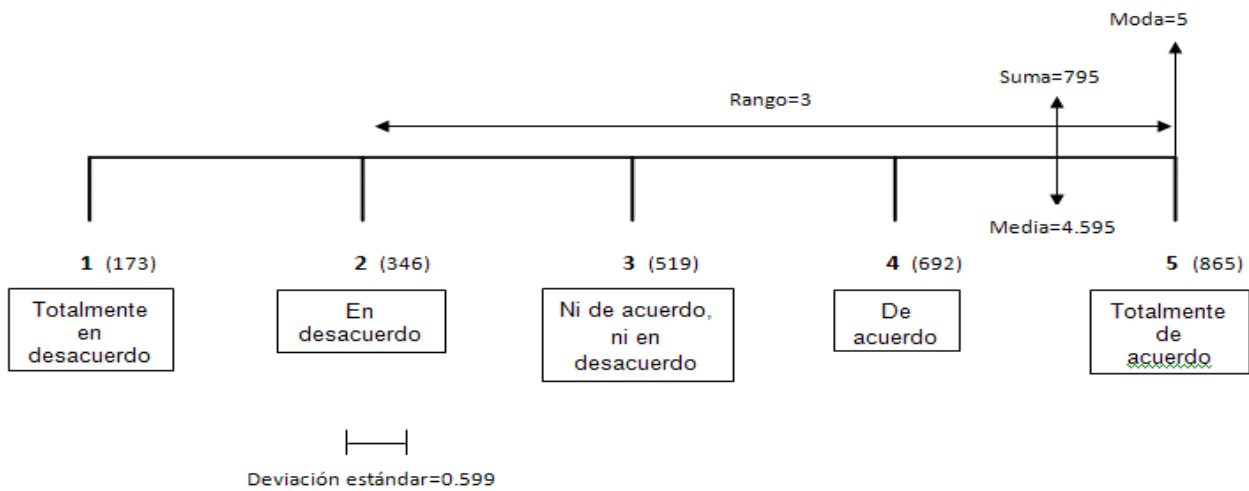 Moda=5
Suma=795
Rango=3
Media=4.595
1 (173)
2 (346)
3 (519)
4 (692)
5 (865)
Totalmente
en
desacuerdo
En
desacuerdo
Ni de acuerdo,
ni en
desacuerdo
De
acuerdo
Totalmente
de
acuerdo
Deviación estándar=0.599